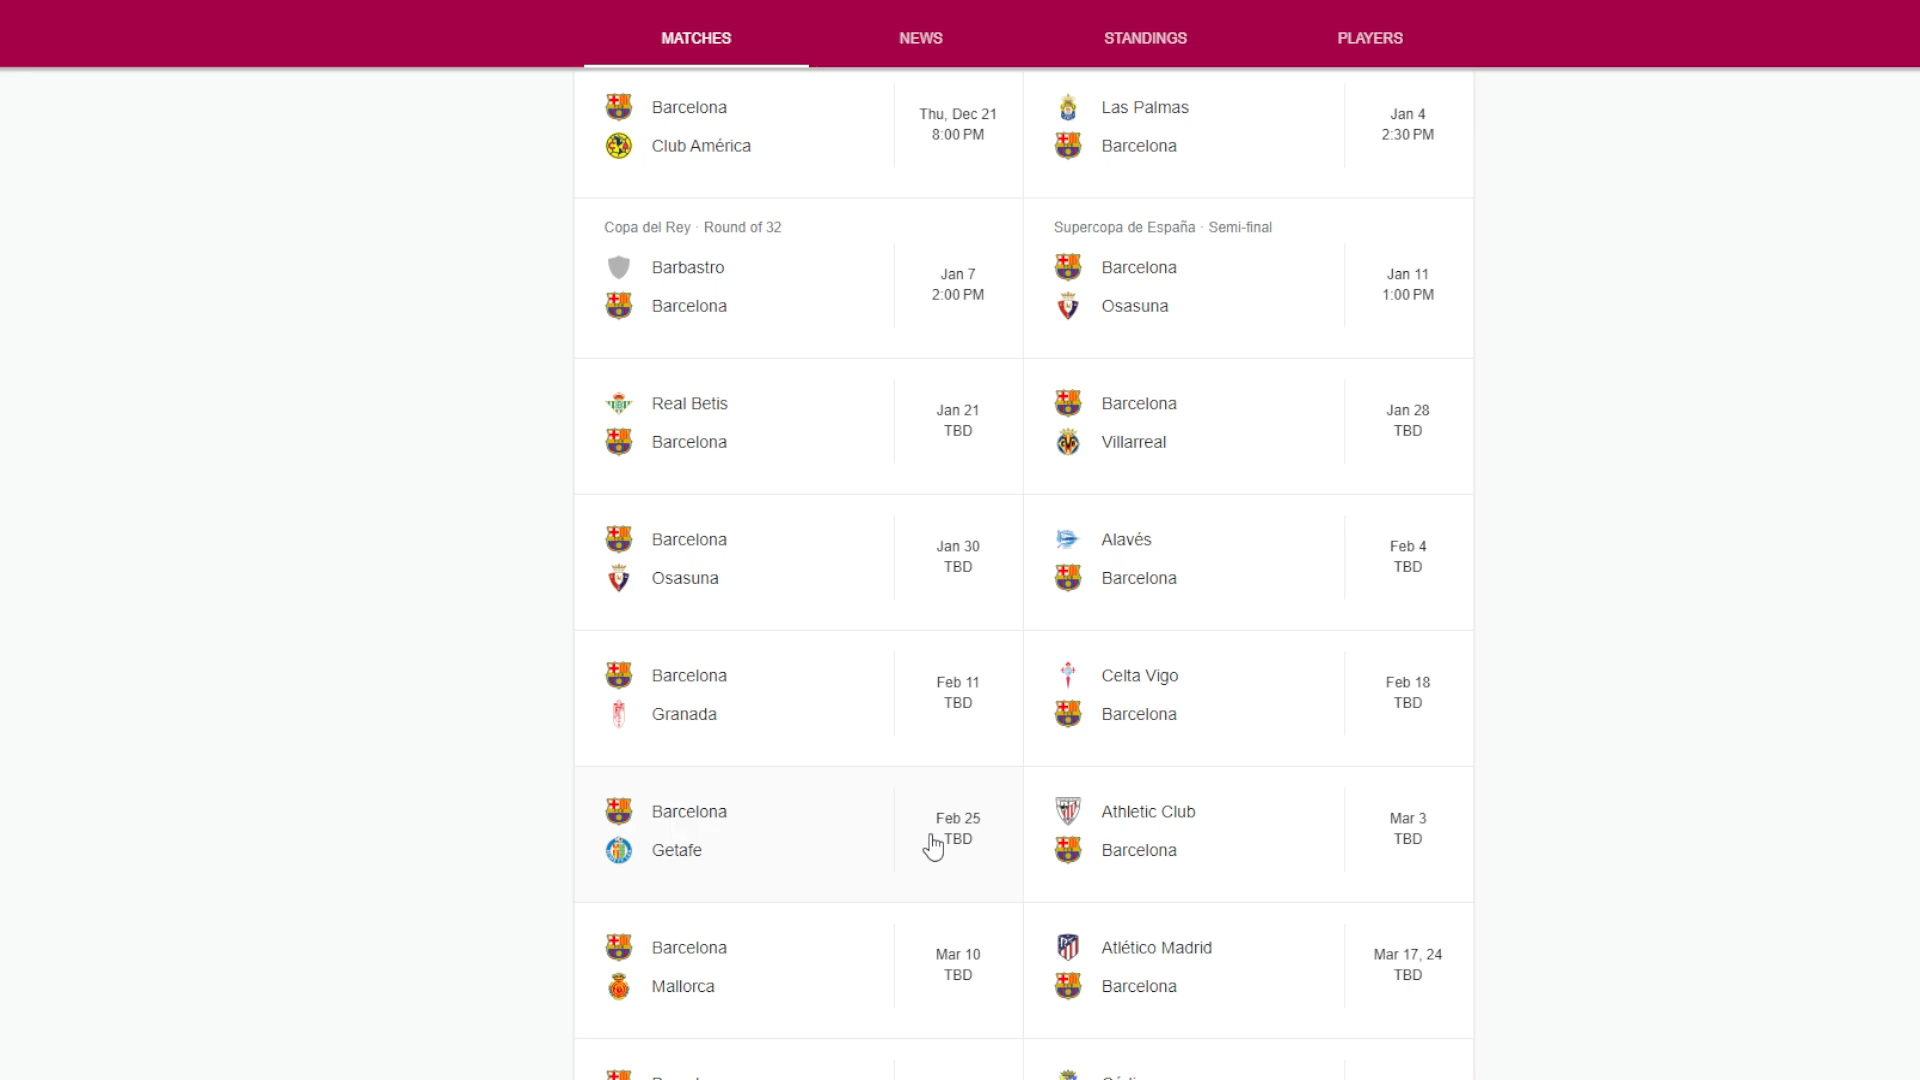 MATCHES
NEWS
STANDINGS
PLAYERS
Barcelona
Club América
Thu, Dec 21
8:00 PM
Las Palmas
Barcelona
Jan 4
2:30 PM
Copa del Rey · Round of 32
Barbastro
Barcelona
Jan 7
2:00 PM
Supercopa de España · Semi-final
Barcelona
Osasuna
Jan 11
1:00 PM
Real Betis
Barcelona
Jan 21
TBD
Barcelona
Villarreal
Jan 28
TBD
Barcelona
Osasuna
Jan 30
TBD
Alavés
Barcelona
Feb 4
TBD
Barcelona
Granada
Feb 11
TBD
Celta Vigo
Barcelona
Feb 18
TBD
Barcelona
Getafe
Feb 25
TBD
Athletic Club
Barcelona
Mar 3
TBD
Barcelona
Mallorca
Mar 10
TBD
Atlético Madrid
Barcelona
Mar 17, 24
TBD